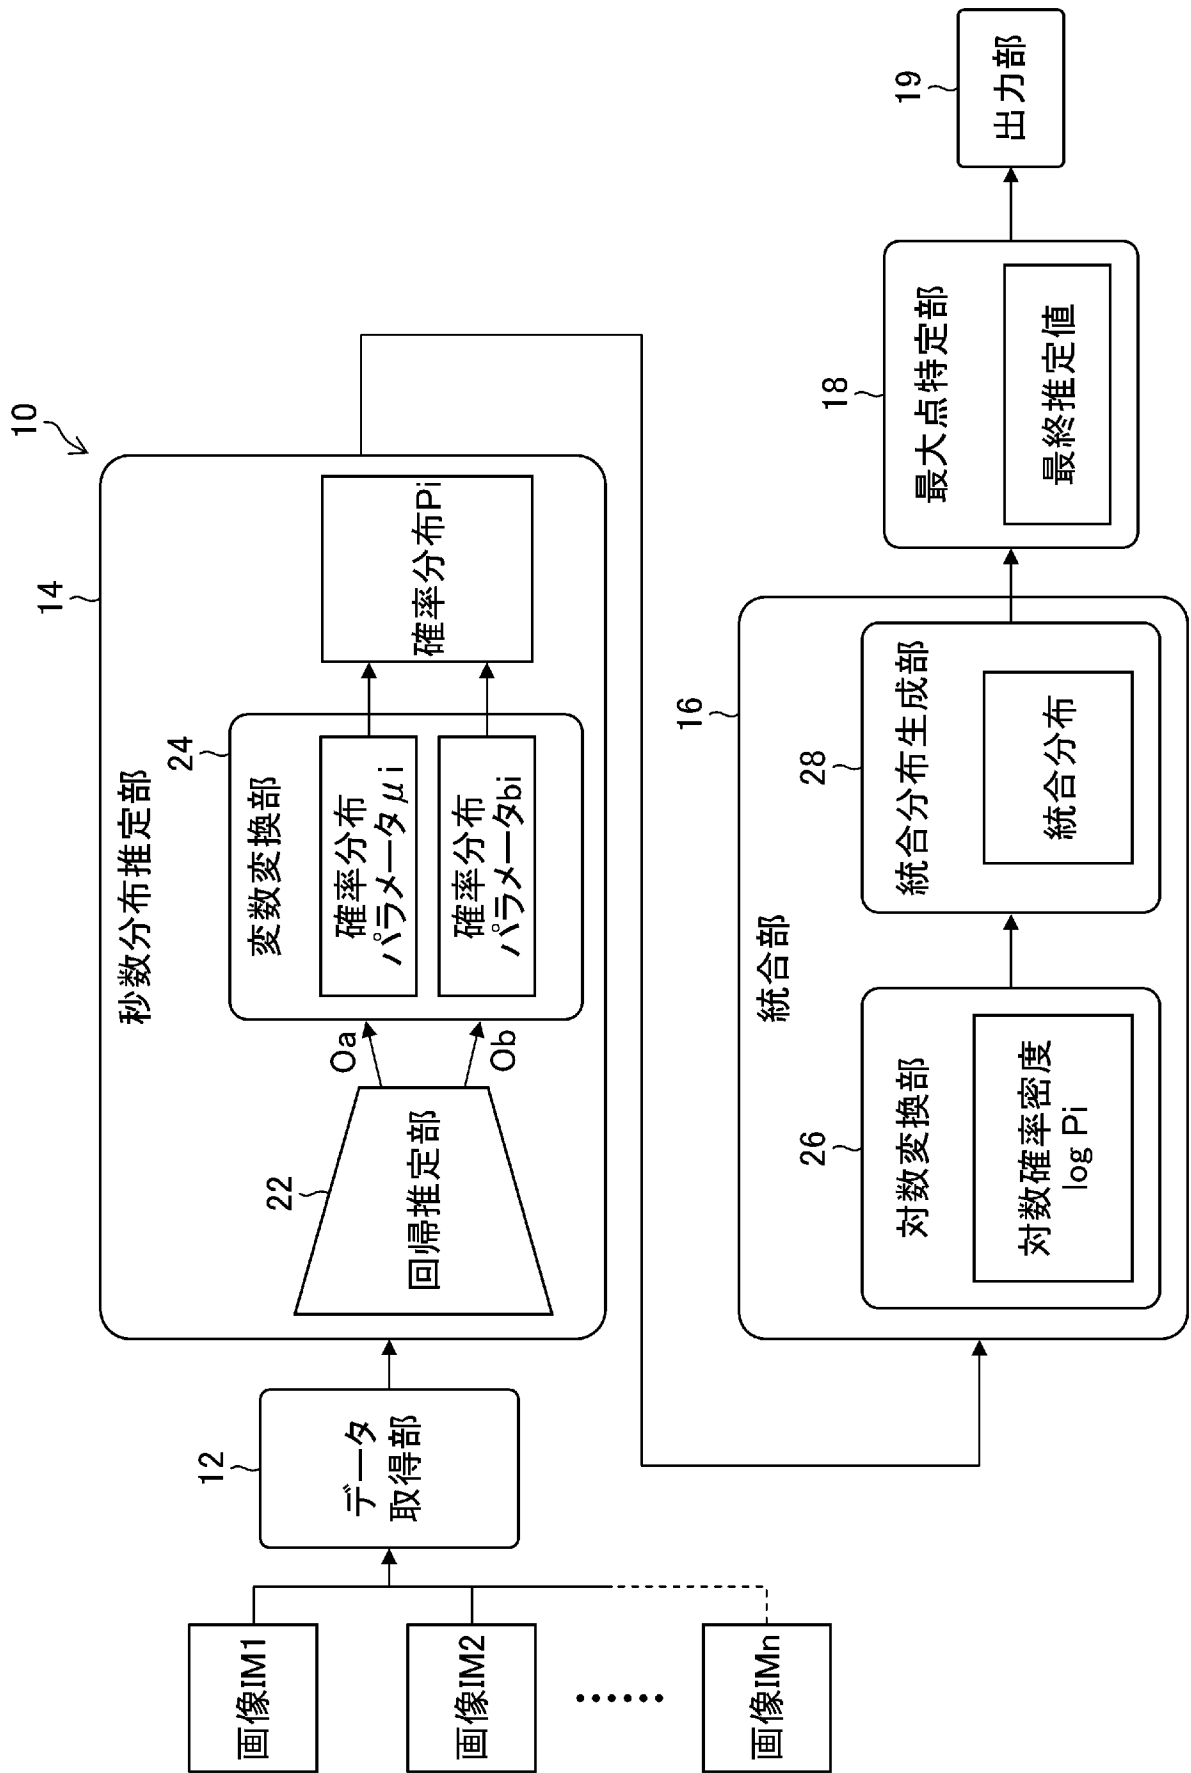 10
画像IM1
画像IM2
……
画像IMn
12
データ
取得部
14
秒数分布推定部
22
回帰推定部
Oa
Ob
24
変数変換部
確率分布
パラメータμi
確率分布
パラメータbi
確率分布Pi
16
統合部
26
対数変換部
対数確率密度
log Pi
28
統合分布生成部
統合分布
18
最大点特定部
最終推定値
19
出力部